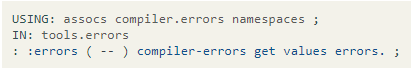 USING: assocs compiler.errors namespaces ;
IN: tools.errors
: :errors ( -- ) compiler-errors get values errors. ;